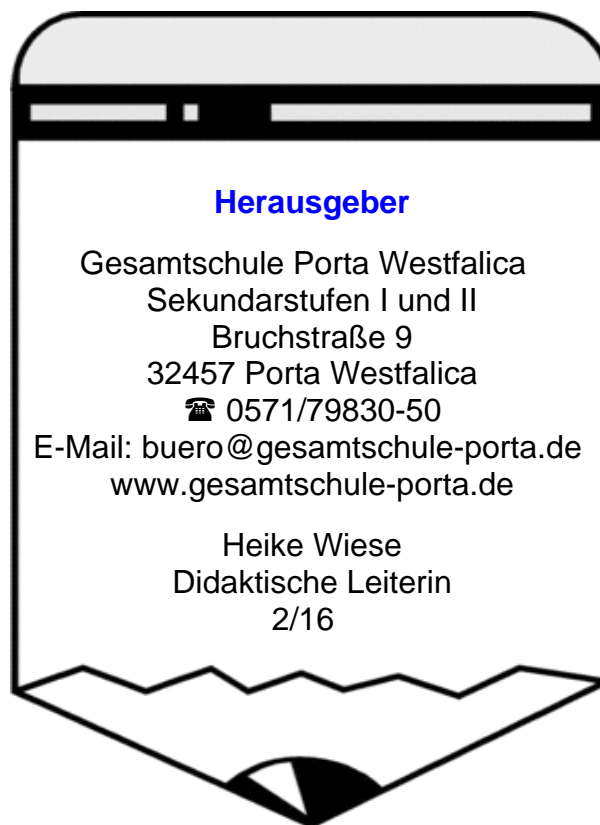 Herausgeber
Gesamtschule Porta Westfalica
Sekundarstufen I und II
Bruchstraße 9
32457 Porta Westfalica
☎ 0571/79830-50
E-Mail: buero@gesamtschule-porta.de
www.gesamtschule-porta.de
Heike Wiese
Didaktische Leiterin
2/16